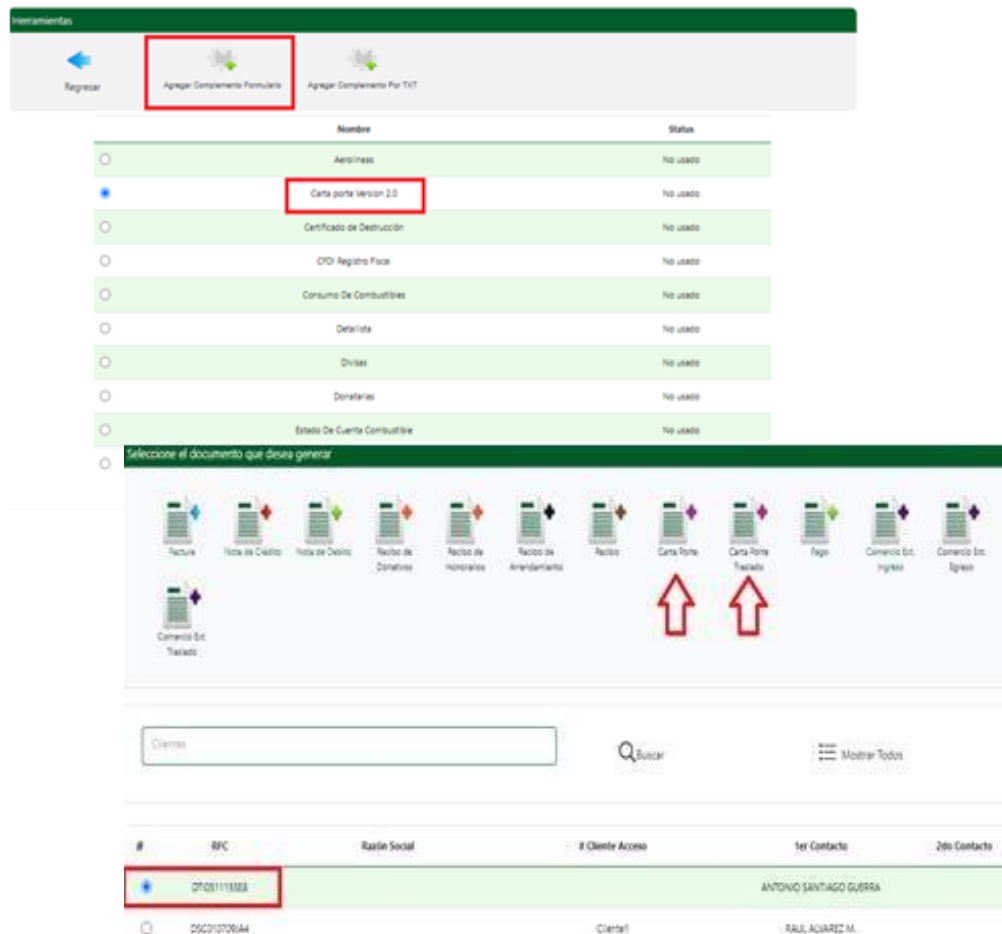 Herramientas
Regresar
Agregar Complemento Formulario
Agregar Complemento Por TXT
Nombre Status
Aerolineas No usado
Carta porte Version 2.0 No usado
Certificado de Destrucción No usado
CFDI Registro Fiscal No usado
Consumo De Combustibles No usado
Detallista No usado
Divisas No usado
Donatarias No usado
Estado De Cuenta Combustible No usado
Seleccione el documento que desea generar
Factura
Nota de Crédito
Nota de Debito
Recibo de Donativos
Recibo de Honorarios
Recibo de Arrendamiento
Recibo
Carta Porte
Carta Porte Traslado
Pago
Comercio Ext. Ingreso
Comercio Ext. Egreso
Comercio Ext. Traslado
Clientes
Buscar
Mostrar Todos
# RFC Razón Social # Cliente Acceso 1er Contacto 2do Contacto
ANTONIO SANTIAGO GUERRA
Cliente1 RAUL ALVAREZ M.